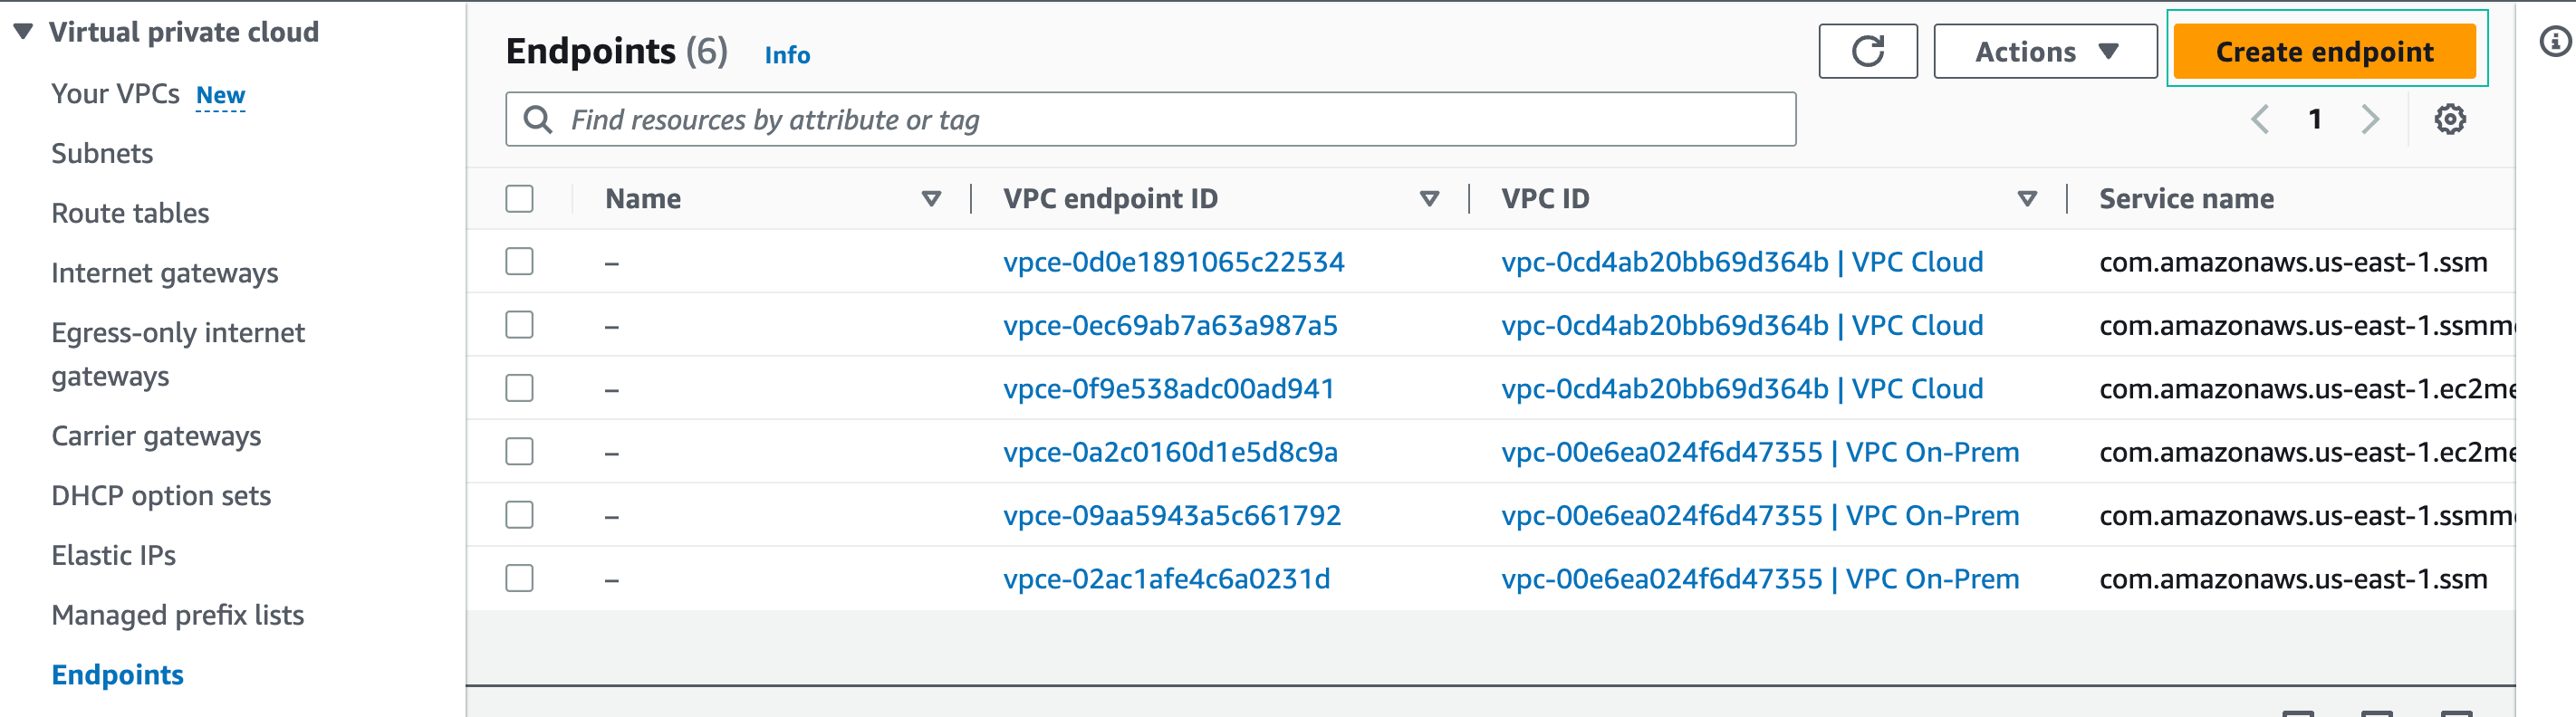 Virtual private cloud
Your VPCs New
Subnets
Route tables
Internet gateways
Egress-only internet
gateways
Carrier gateways
DHCP option sets
Elastic IPs
Managed prefix lists
Endpoints
Endpoints (6) Info
Actions
Create endpoint
Find resources by attribute or tag
1
Name VPC endpoint ID VPC ID Service name
– vpce-0d0e1891065c22534 vpc-0cd4ab20bb69d364b | VPC Cloud com.amazonaws.us-east-1.ssm
– vpce-0ec69ab7a63a987a5 vpc-0cd4ab20bb69d364b | VPC Cloud com.amazonaws.us-east-1.ssmm
– vpce-0f9e538adc00ad941 vpc-0cd4ab20bb69d364b | VPC Cloud com.amazonaws.us-east-1.ec2me
– vpce-0a2c0160d1e5d8c9a vpc-00e6ea024f6d47355 | VPC On-Prem com.amazonaws.us-east-1.ec2me
– vpce-09aa5943a5c661792 vpc-00e6ea024f6d47355 | VPC On-Prem com.amazonaws.us-east-1.ssmm
– vpce-02ac1afe4c6a0231d vpc-00e6ea024f6d47355 | VPC On-Prem com.amazonaws.us-east-1.ssm